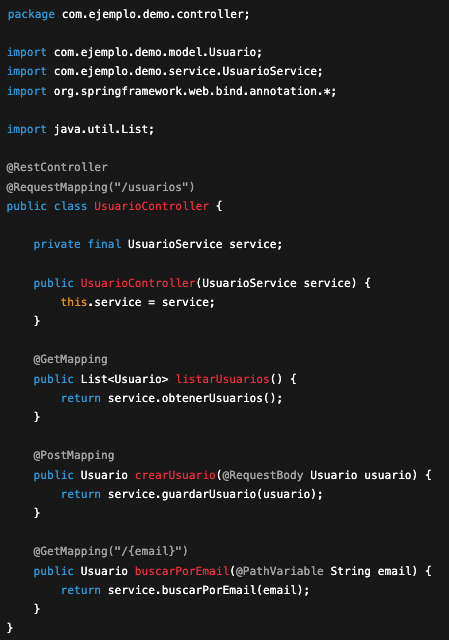 package com.ejemplo.demo.controller;

import com.ejemplo.demo.model.Usuario;
import com.ejemplo.demo.service.UsuarioService;
import org.springframework.web.bind.annotation.*;

import java.util.List;

@RestController
@RequestMapping("/usuarios")
public class UsuarioController {

    private final UsuarioService service;

    public UsuarioController(UsuarioService service) {
        this.service = service;
    }

    @GetMapping
    public List<Usuario> listarUsuarios() {
        return service.obtenerUsuarios();
    }

    @PostMapping
    public Usuario crearUsuario(@RequestBody Usuario usuario) {
        return service.guardarUsuario(usuario);
    }

    @GetMapping("/{email}")
    public Usuario buscarPorEmail(@PathVariable String email) {
        return service.buscarPorEmail(email);
    }
}